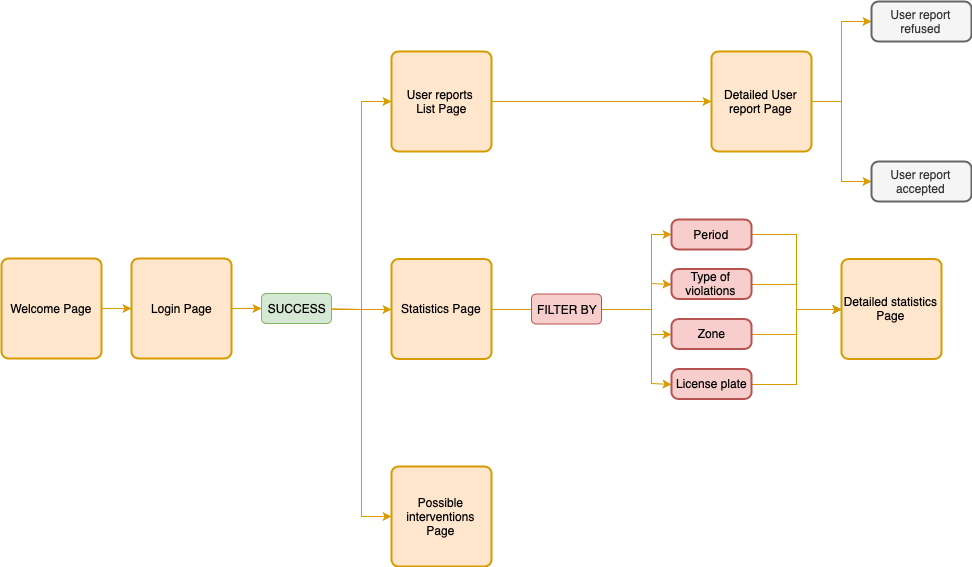 User report
refused
User reports
List Page
Detailed User
report Page
User report
accepted
Welcome Page
Login Page
SUCCESS
Statistics Page
FILTER BY
Period
Type of
violations
Zone
License plate
Detailed statistics
Page
Possible
interventions
Page